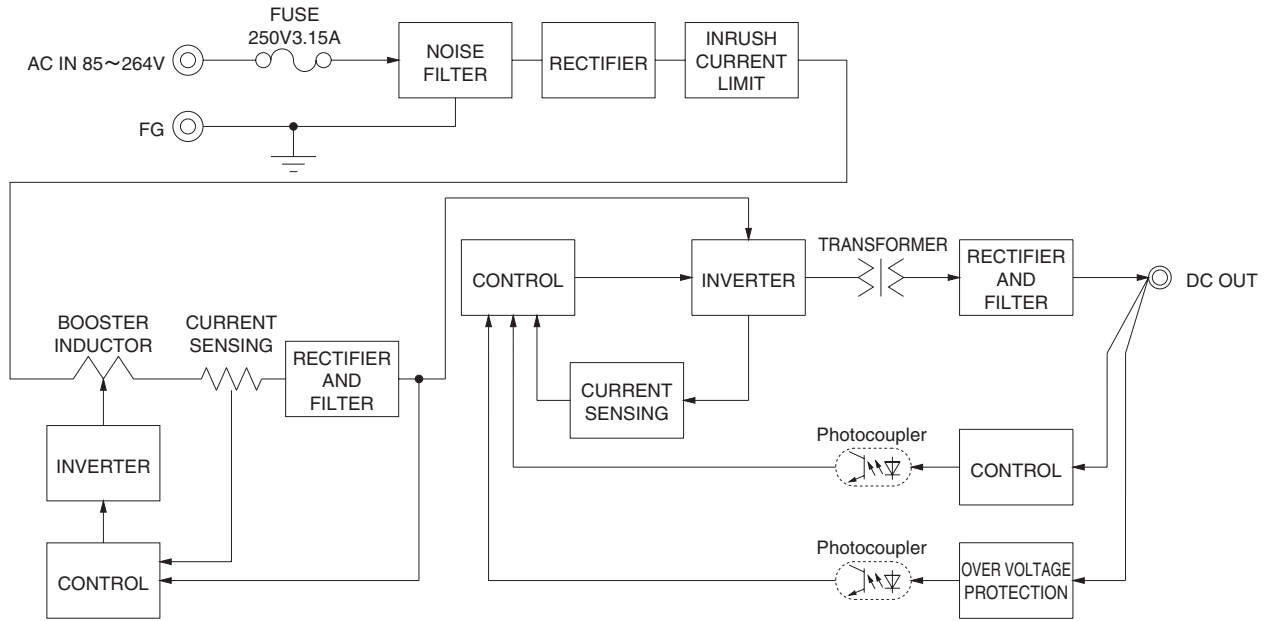 FUSE
250V3.15A
AC IN 85～264V
NOISE
FILTER
RECTIFIER
INRUSH
CURRENT
LIMIT
FG
CONTROL
INVERTER
TRANSFORMER
RECTIFIER
AND
FILTER
DC OUT
BOOSTER
INDUCTOR
CURRENT
SENSING
RECTIFIER
AND
FILTER
CURRENT
SENSING
INVERTER
Photocoupler
CONTROL
CONTROL
Photocoupler
OVER VOLTAGE
PROTECTION